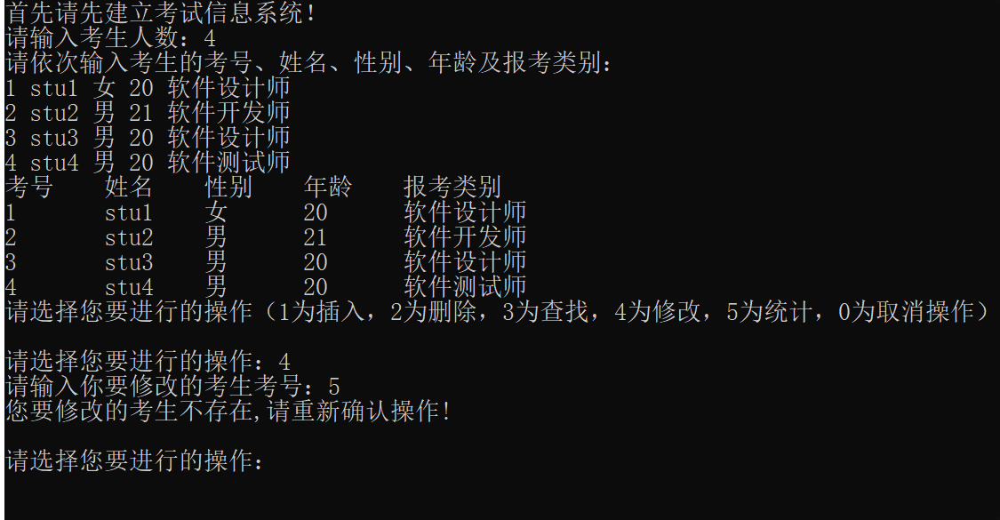 首先请先建立考试信息系统！
请输入考生人数：4
请依次输入考生的考号、姓名、性别、年龄及报考类别：
1 stu1 女 20 软件设计师
2 stu2 男 21 软件开发师
3 stu3 男 20 软件设计师
4 stu4 男 20 软件测试师
考号 姓名 性别 年龄 报考类别
1 stu1 女 20 软件设计师
2 stu2 男 21 软件开发师
3 stu3 男 20 软件设计师
4 stu4 男 20 软件测试师
请选择您要进行的操作（1为插入，2为删除，3为查找，4为修改，5为统计，0为取消操作）
请选择您要进行的操作：4
请输入你要修改的考生考号：5
您要修改的考生不存在,请重新确认操作!
请选择您要进行的操作：